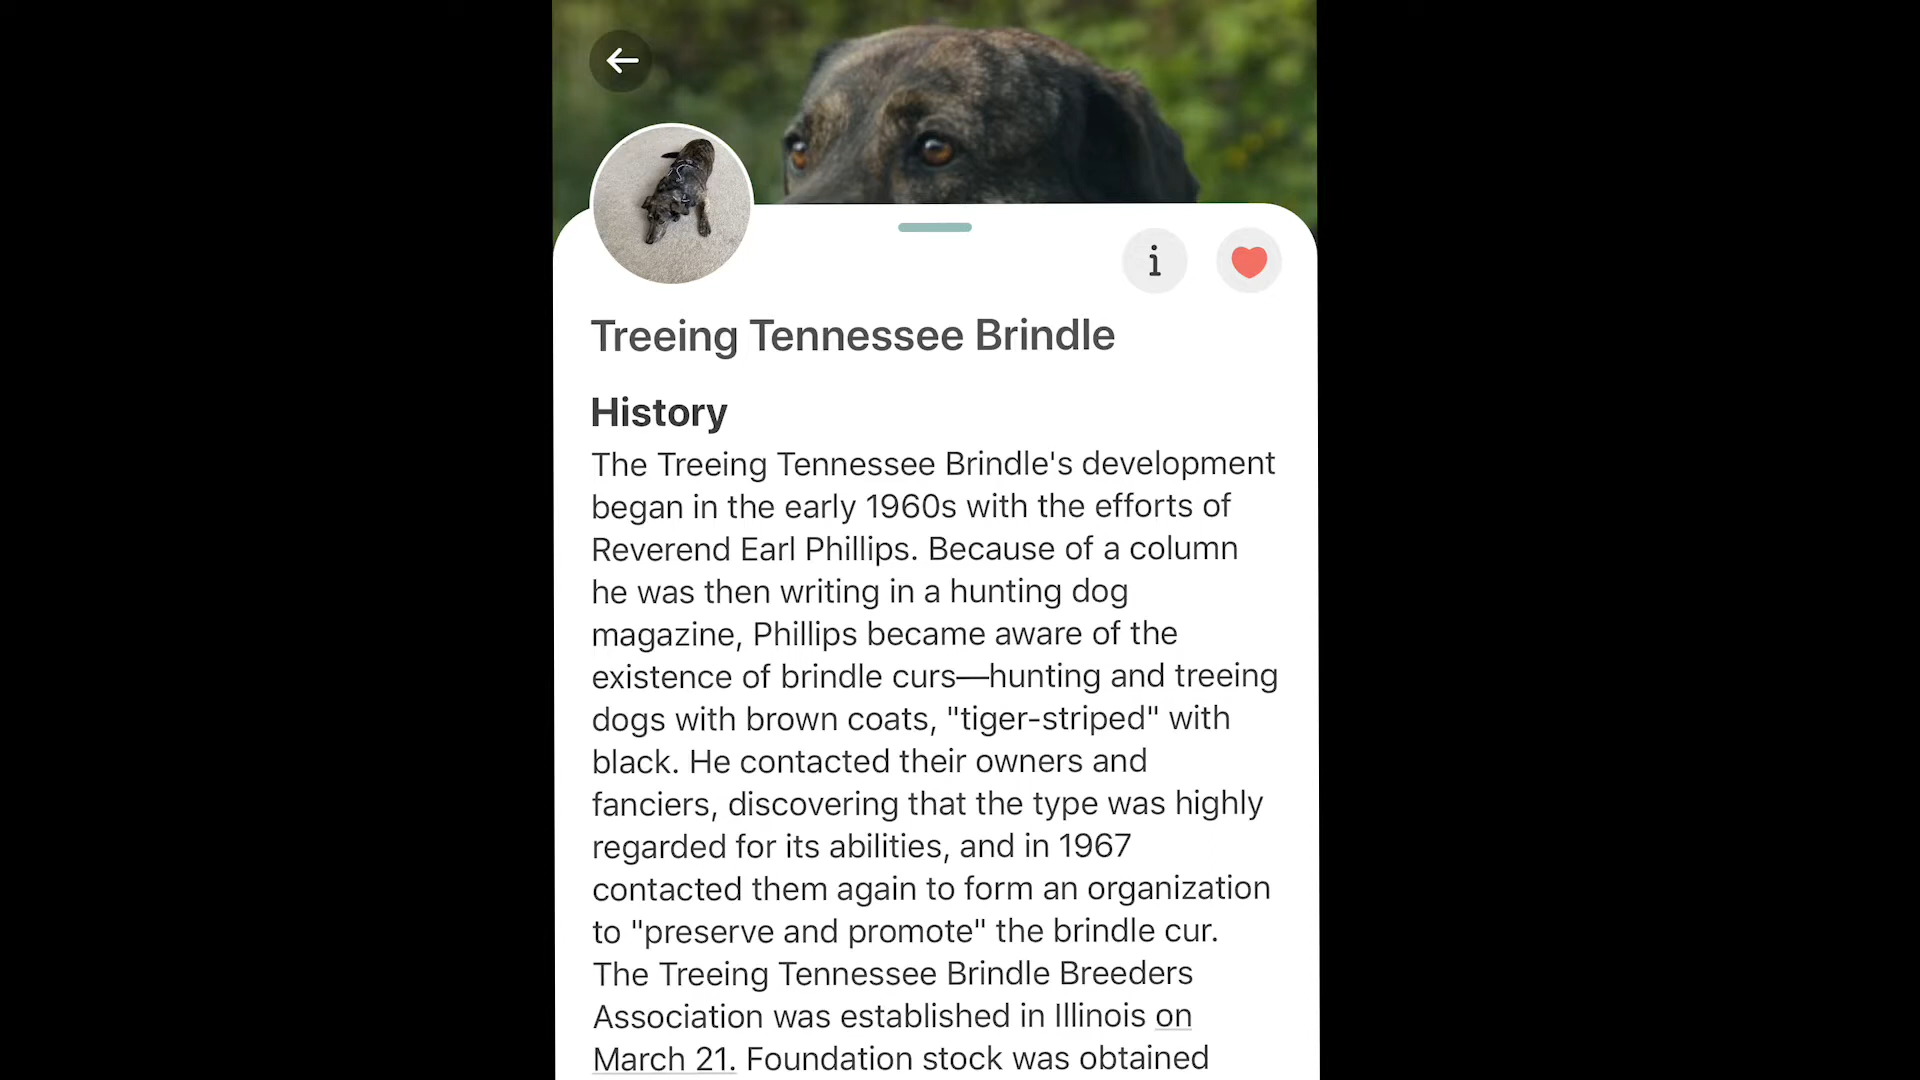 Treeing Tennessee Brindle
History
The Treeing Tennessee Brindle's development
began in the early 1960s with the efforts of
Reverend Earl Phillips. Because of a column
he was then writing in a hunting dog
magazine, Phillips became aware of the
existence of brindle curs—hunting and treeing
dogs with brown coats, "tiger-striped" with
black. He contacted their owners and
fanciers, discovering that the type was highly
regarded for its abilities, and in 1967
contacted them again to form an organization
to "preserve and promote" the brindle cur.
The Treeing Tennessee Brindle Breeders
Association was established in Illinois on
March 21. Foundation stock was obtained